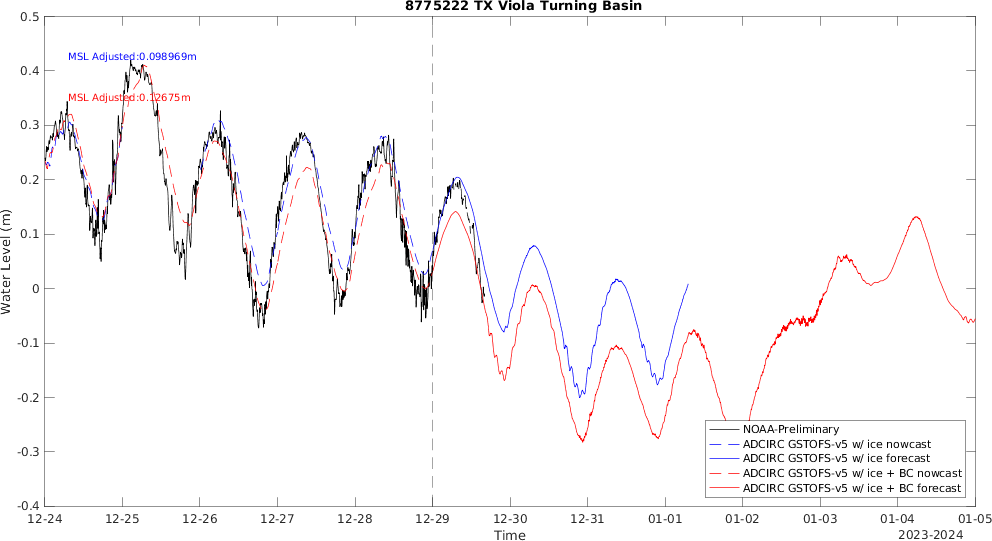 8775222 TX Viola Turning Basin
MSL Adjusted:0.098969m
MSL Adjusted:0.12675m
Water Level (m)
0.5
0.4
0.3
0.2
0.1
0
-0.1
-0.2
-0.3
-0.4
NOAA-Preliminary
ADCIRC GSTOFS-v5 w/ ice nowcast
ADCIRC GSTOFS-v5 w/ ice forecast
ADCIRC GSTOFS-v5 w/ ice + BC nowcast
ADCIRC GSTOFS-v5 w/ ice + BC forecast
12-24 12-25 12-26 12-27 12-28 12-29 12-30 12-31 01-01 01-02 01-03 01-04 01-05
Time
2023-2024